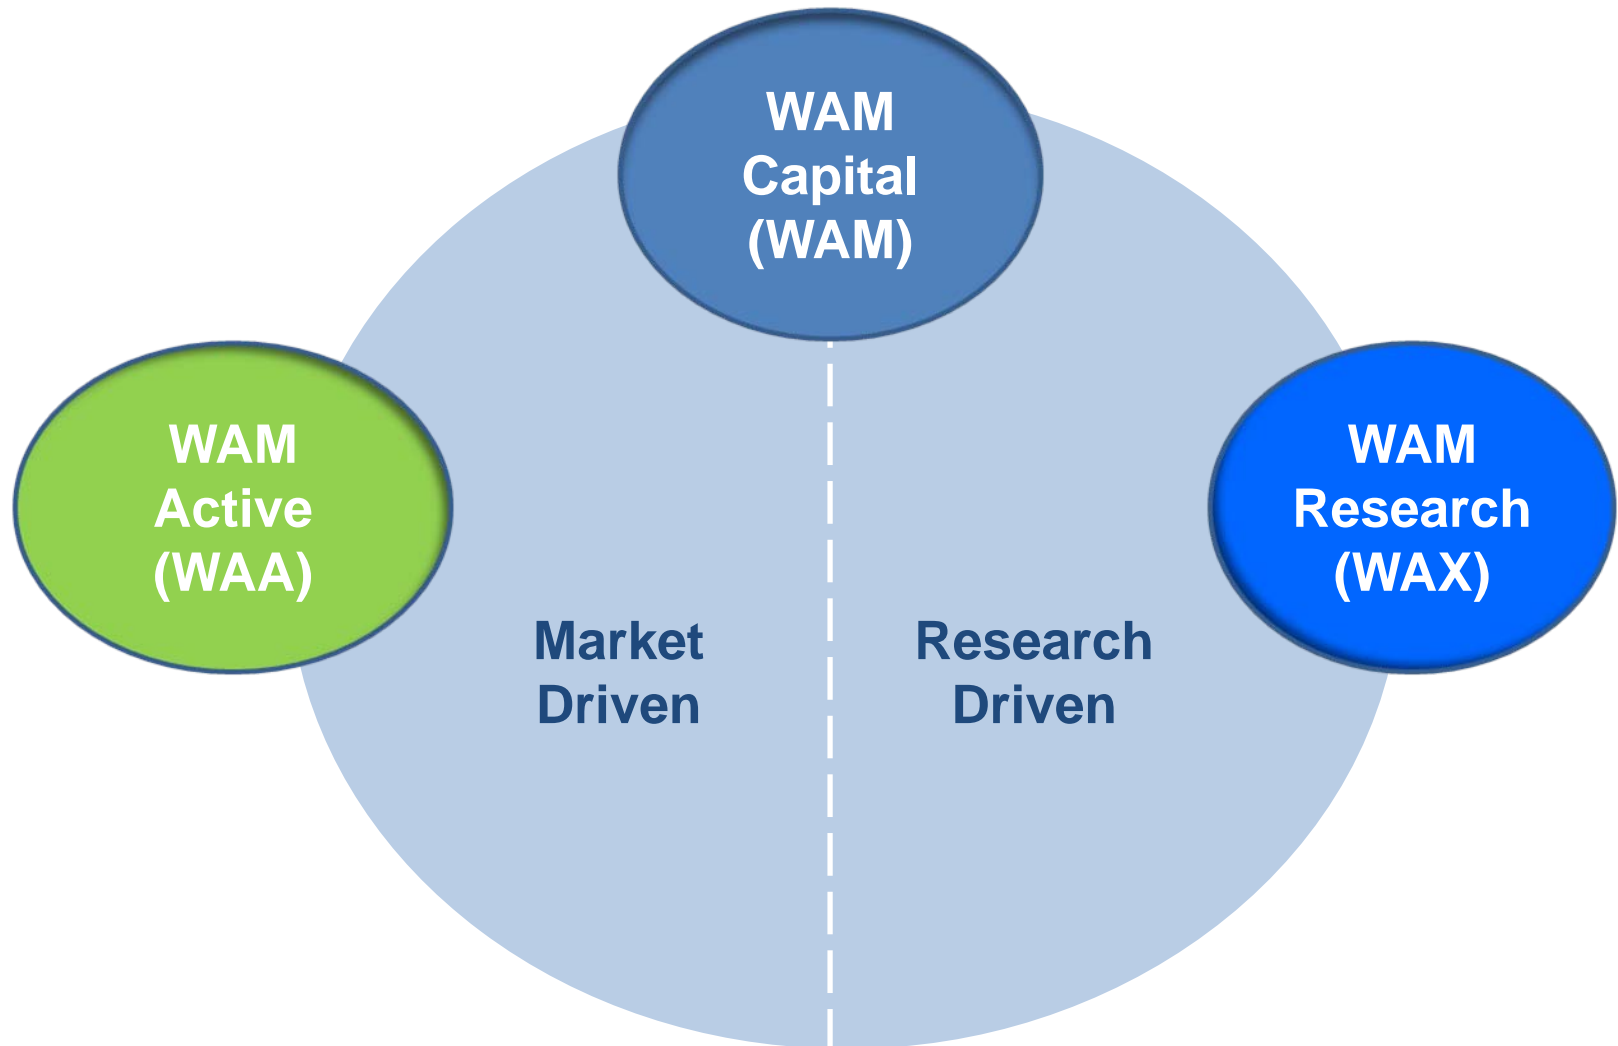 WAM
Capital
(WAM)
WAM
Active
(WAA)
WAM
Research
(WAX)
Market
Driven
Research
Driven